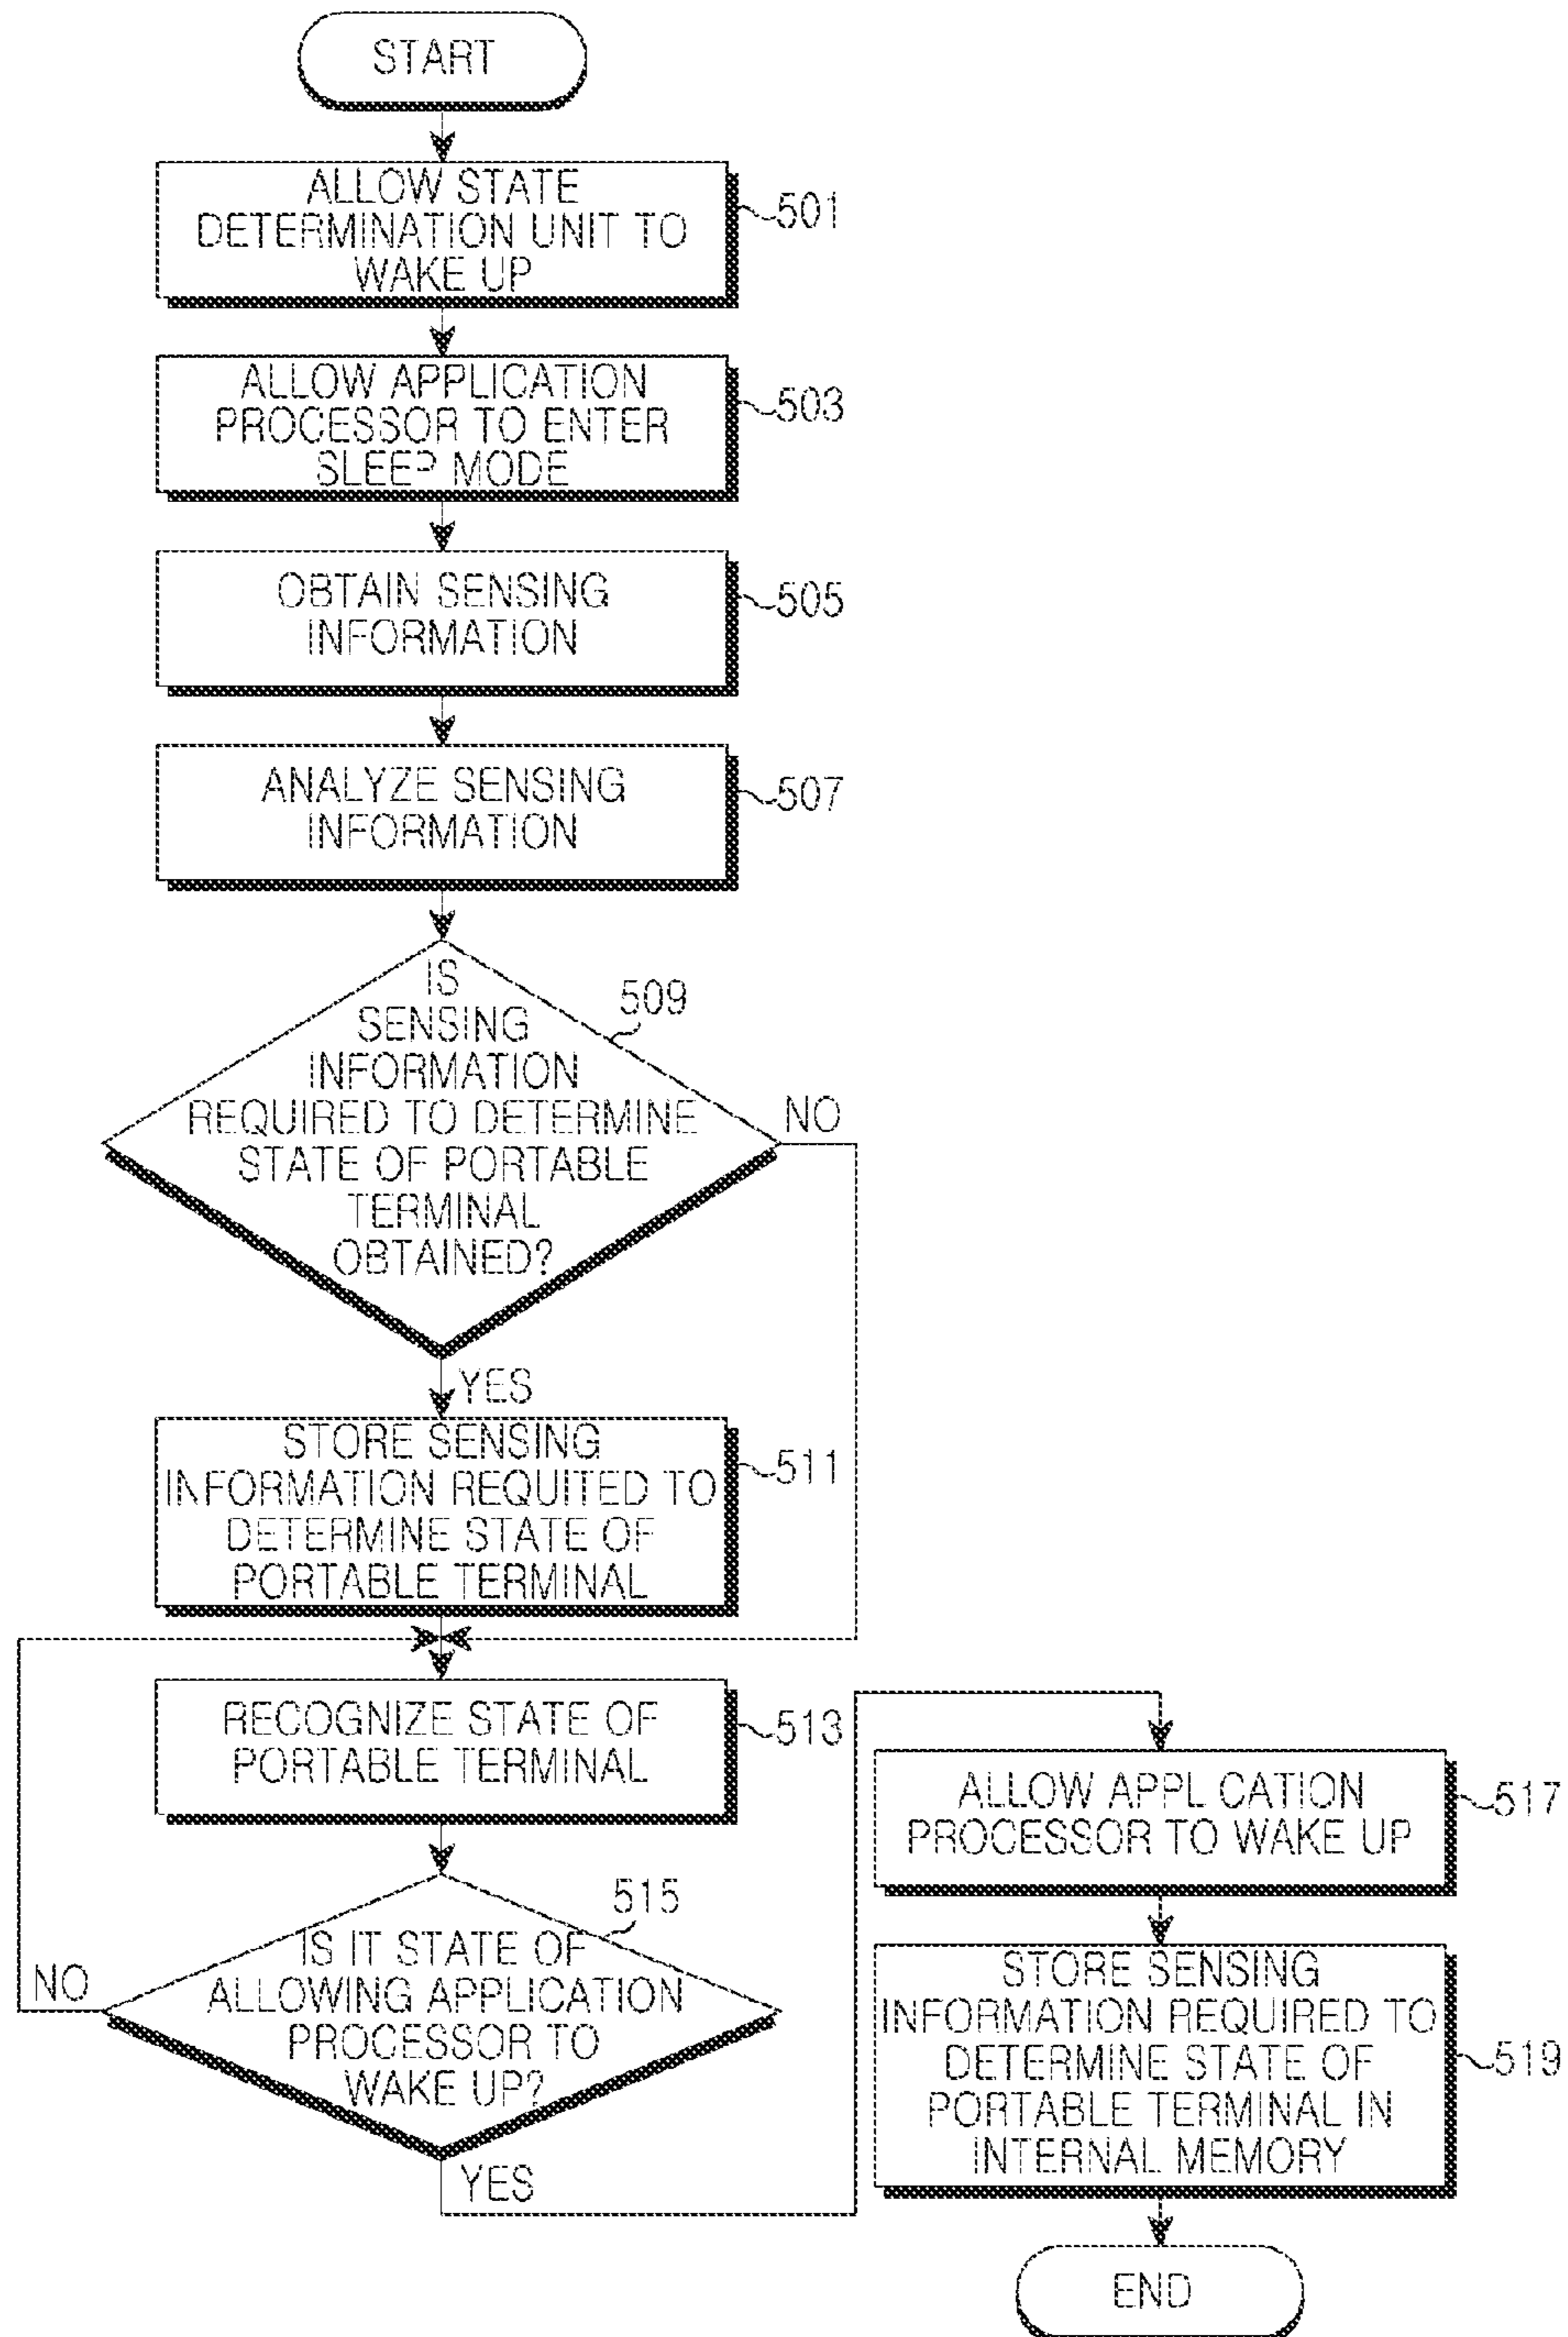 START
ALLOW STATE
DETERMINATION UNIT TO
WAKE UP
501
ALLOW APPLICATION
PROCESSOR TO ENTER
SLEEP MODE
503
OBTAIN SENSING
INFORMATION
505
ANALYZE SENSING
INFORMATION
507
IS
SENSING
INFORMATION
REQUIRED TO DETERMINE
STATE OF PORTABLE
TERMINAL
OBTAINED?
509
NO
YES
STORE SENSING
INFORMATION REQUITED TO
DETERMINE STATE OF
PORTABLE TERMINAL
511
RECOGNIZE STATE OF
PORTABLE TERMINAL
513
IS IT STATE OF
ALLOWING APPLICATION
PROCESSOR TO
WAKE UP?
515
NO
YES
ALLOW APPL CATION
PROCESSOR TO WAKE UP
517
STORE SENSING
INFORMATION REQUIRED TO
DETERMINE STATE OF
PORTABLE TERMINAL IN
INTERNAL MEMORY
519
END